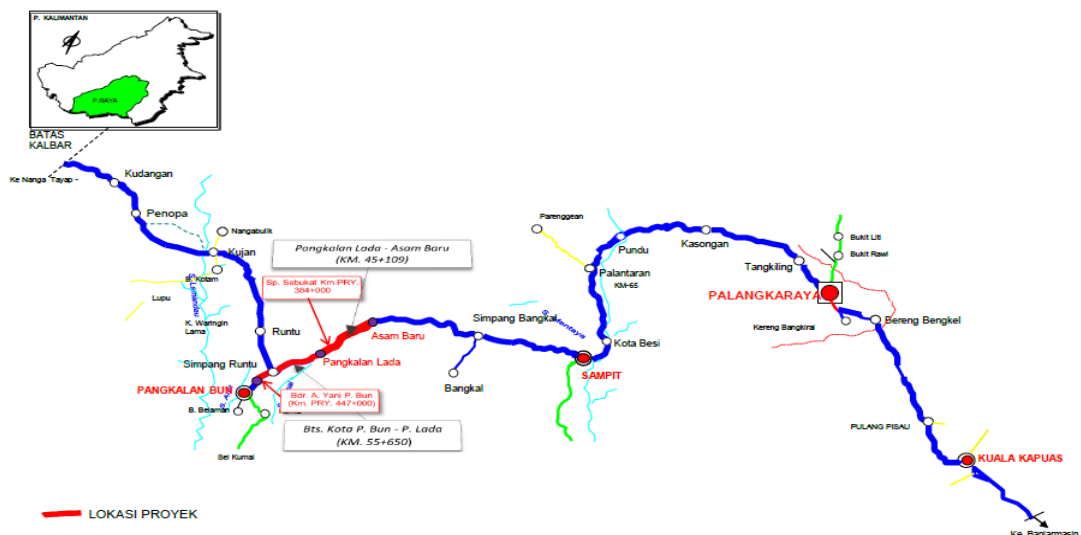 P. KALIMANTAN
P.RAYA
BATAS
KALBAR
Ke Nanga Tayap -
Kudangan
Penopa
Nangabulik
Kujan
B. Kotam
S. Lamandau
Lupu
K. Waringin
Lama
Runtu
Simpang Runtu
PANGKALAN BUN
B. Belaman
Sei Kumai
Pangkalan Lada - Asam Baru
(KM. 45+109)
Sp. Sebukat Km.PRY.
384+000
Asam Baru
Pangkalan Lada
Bdr. A. Yani P. Bun
(Km. PRY. 447+000)
Bts. Kota P. Bun - P. Lada
(KM. 55+650)
Simpang Bangkal
Bangkal
S. Mentaya
SAMPIT
Kota Besi
Parenggean
Pundu
Palantaran
KM-65
Kasongan
Tangkiling
Bukit Liti
Bukit Rawi
PALANGKARAYA
Kereng Bangkirai
Bereng Bengkel
PULANG PISAU
KUALA KAPUAS
Ke. Banjarmasin
LOKASI PROYEK